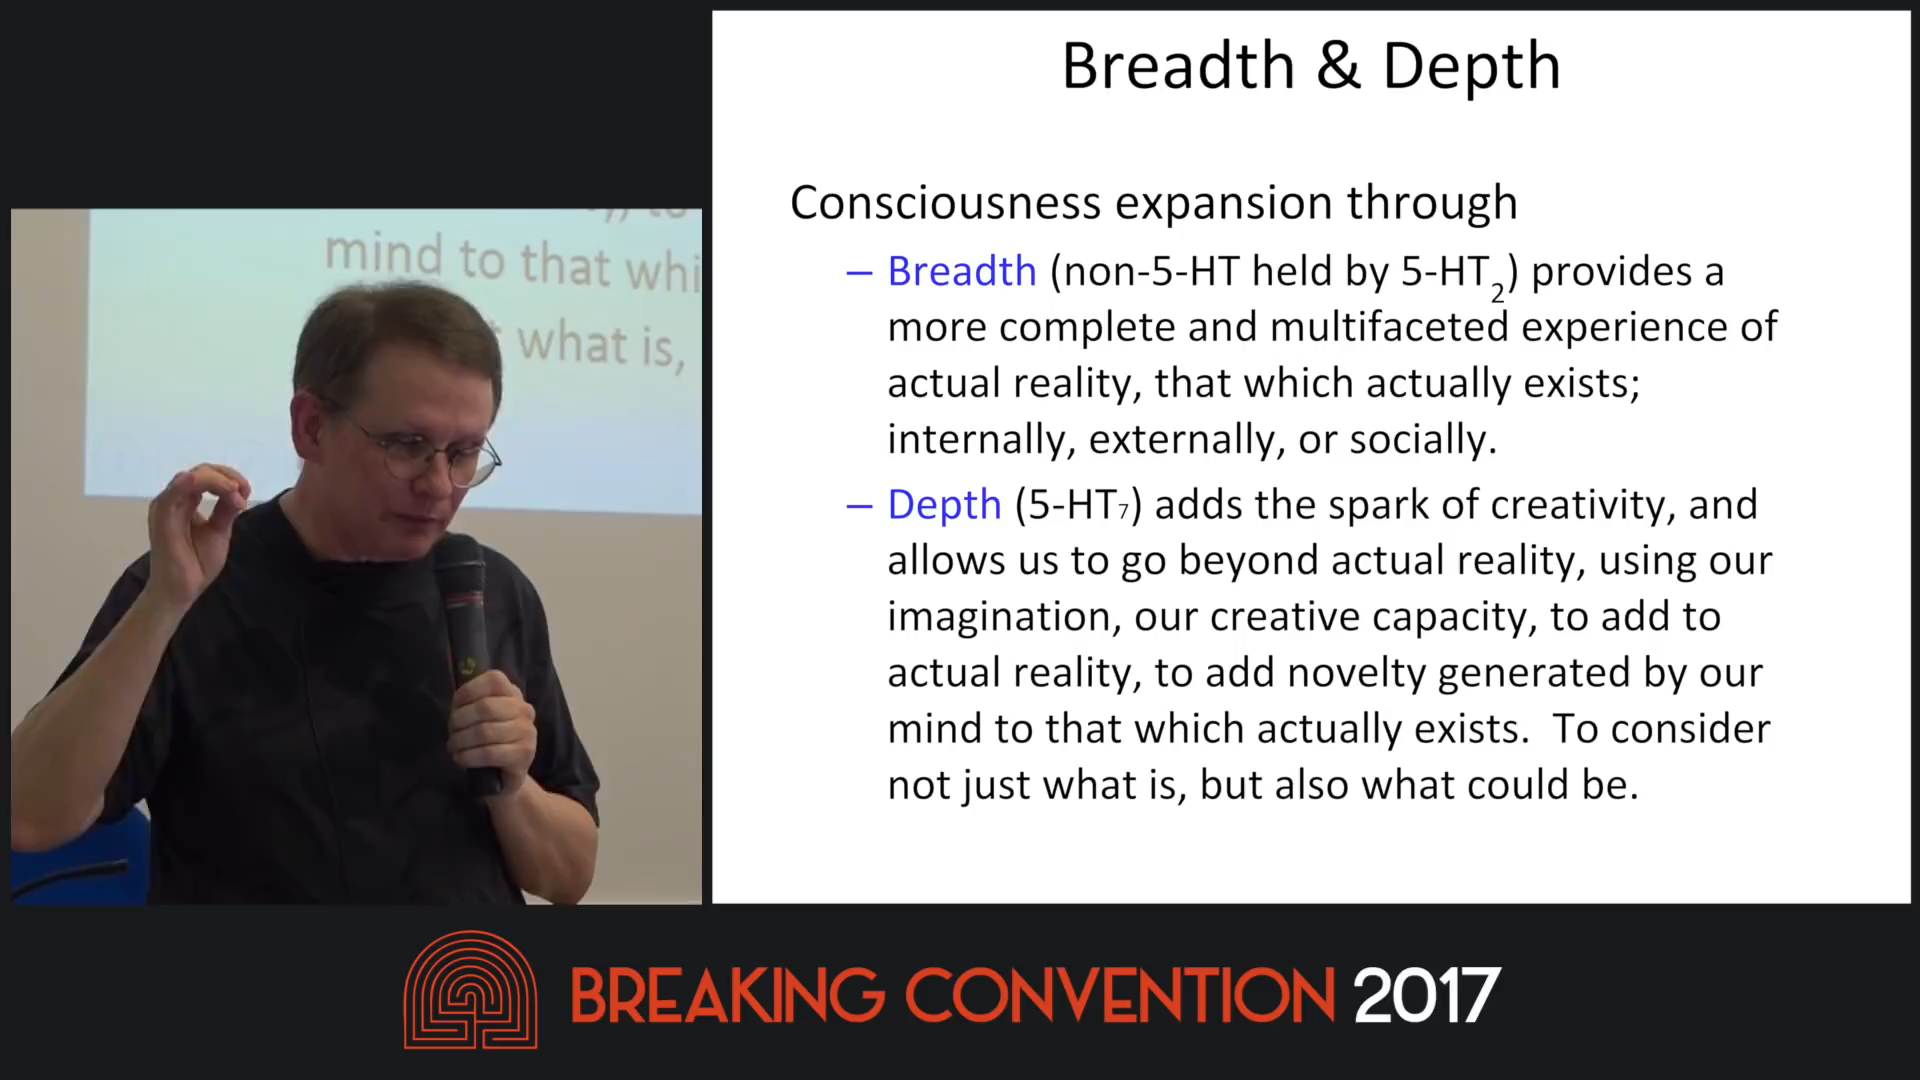 Breadth & Depth
Consciousness expansion through
– Breadth (non-5-HT held by 5-HT₂) provides a
more complete and multifaceted experience of
actual reality, that which actually exists;
internally, externally, or socially.
– Depth (5-HT₇) adds the spark of creativity, and
allows us to go beyond actual reality, using our
imagination, our creative capacity, to add to
actual reality, to add novelty generated by our
mind to that which actually exists.  To consider
not just what is, but also what could be.
mind to that whi
what is,
BREAKING CONVENTION 2017